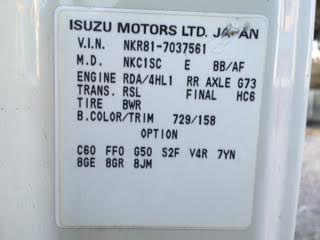 ISUZU MOTORS LTD. JAPAN
V.I.N. NKR81-7037561
M.D. NKC1SC E BB/AF
ENGINE RDA/4HL1 RR AXLE G73
TRANS. RSL FINAL HC6
TIRE BWR
B.COLOR/TRIM 729/158
OPTION
C60 FF0 G50 S2F V4R 7YN
8GE 8GR 8JM